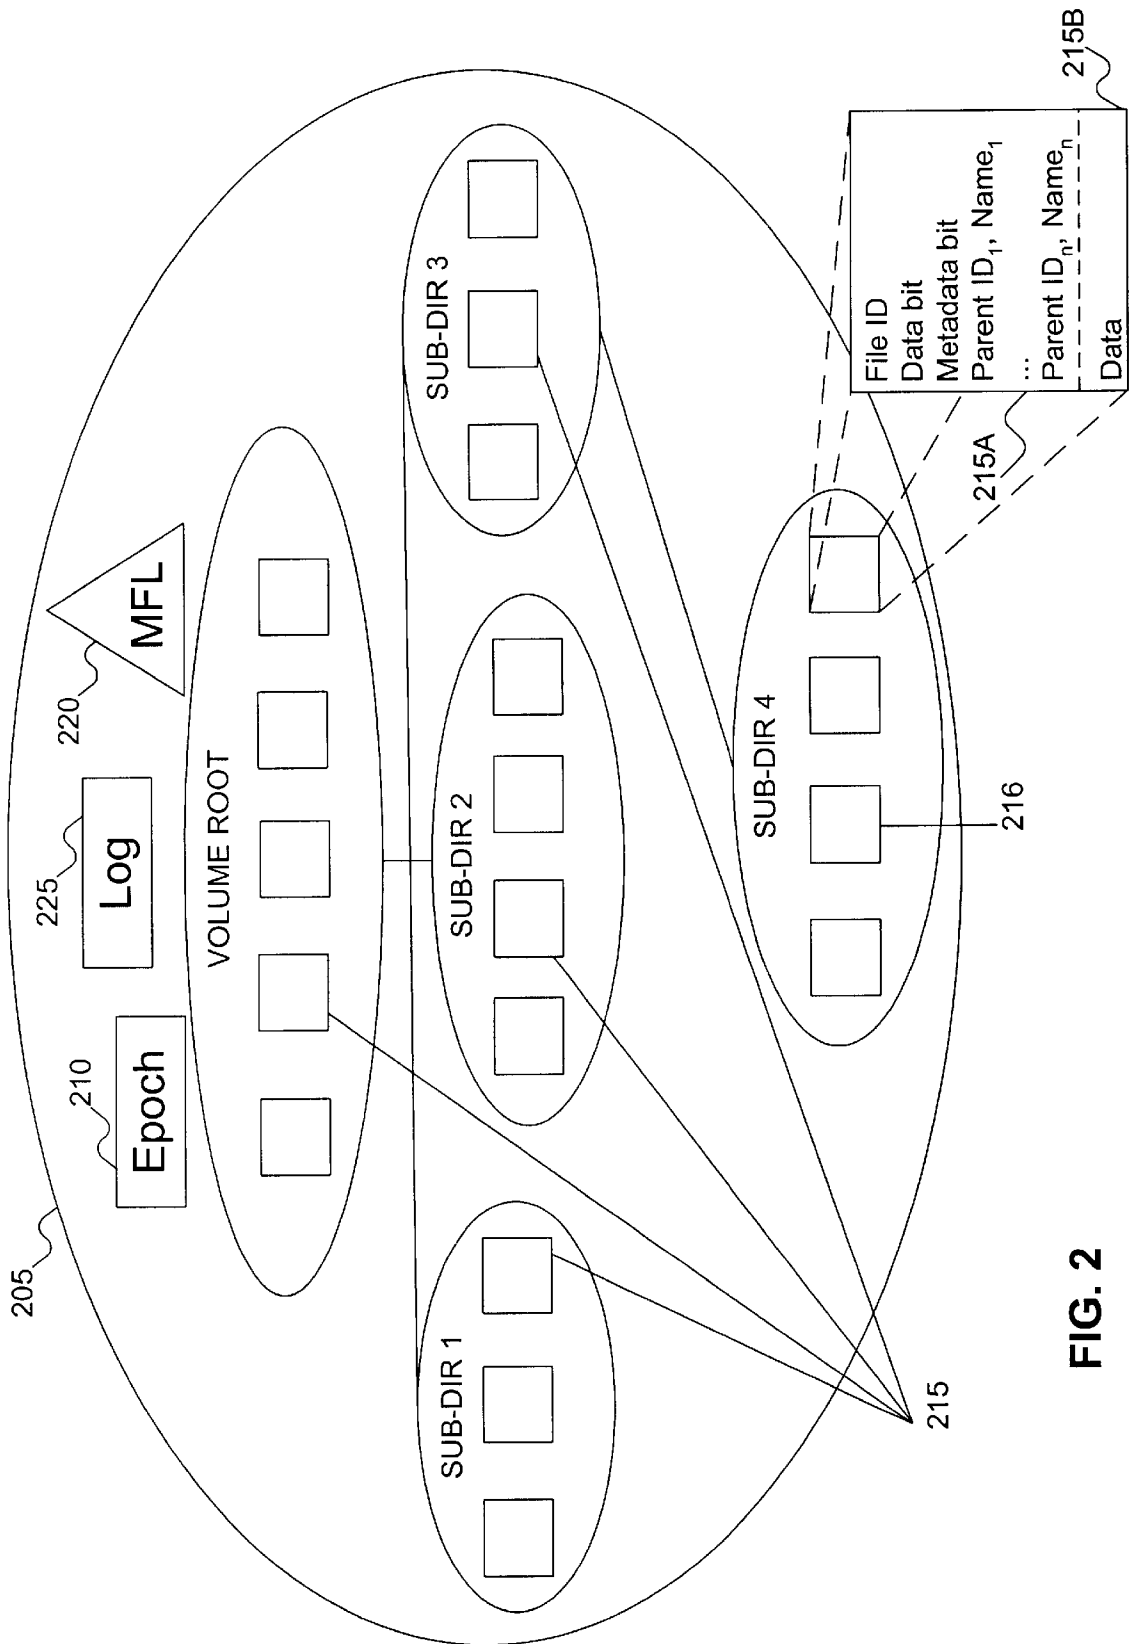 205
210
Epoch
225
Log
220
MFL
VOLUME ROOT
SUB-DIR 1
SUB-DIR 2
SUB-DIR 3
SUB-DIR 4
216
215
File ID
Data bit
Metadata bit
Parent ID₁, Name₁
...
Parent IDₙ, Nameₙ
Data
215A
215B
FIG. 2